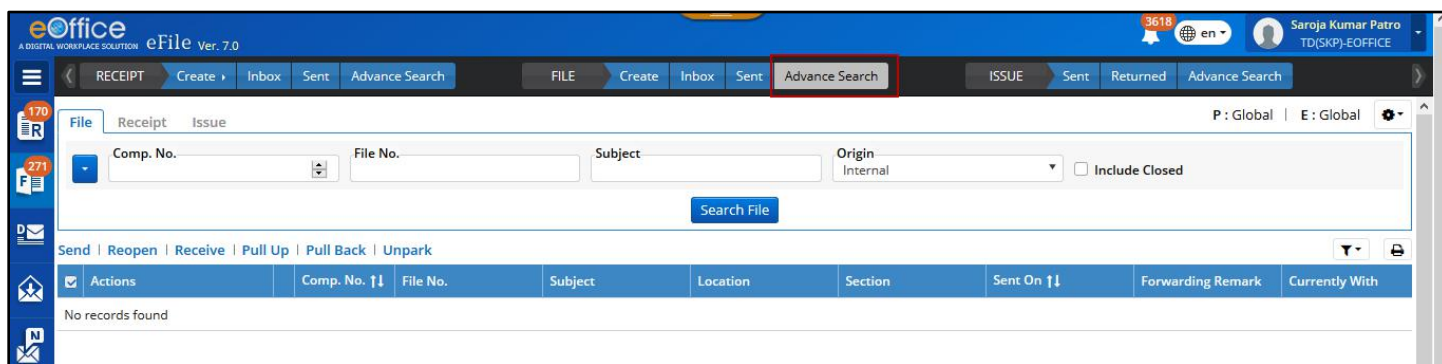 eOffice
A DIGITAL WORKPLACE SOLUTION eFile Ver. 7.0
3618 en Saroja Kumar Patro
TD(SKP)-EOFFICE
RECEIPT Create Inbox Sent Advance Search FILE Create Inbox Sent Advance Search ISSUE Sent Returned Advance Search
170 R
File Receipt Issue P : Global | E : Global
Comp. No. File No. Subject Origin
271 F
Internal Include Closed
Search File
D
Send | Reopen | Receive | Pull Up | Pull Back | Unpark
Actions Comp. No. File No. Subject Location Section Sent On Forwarding Remark Currently With
No records found
N